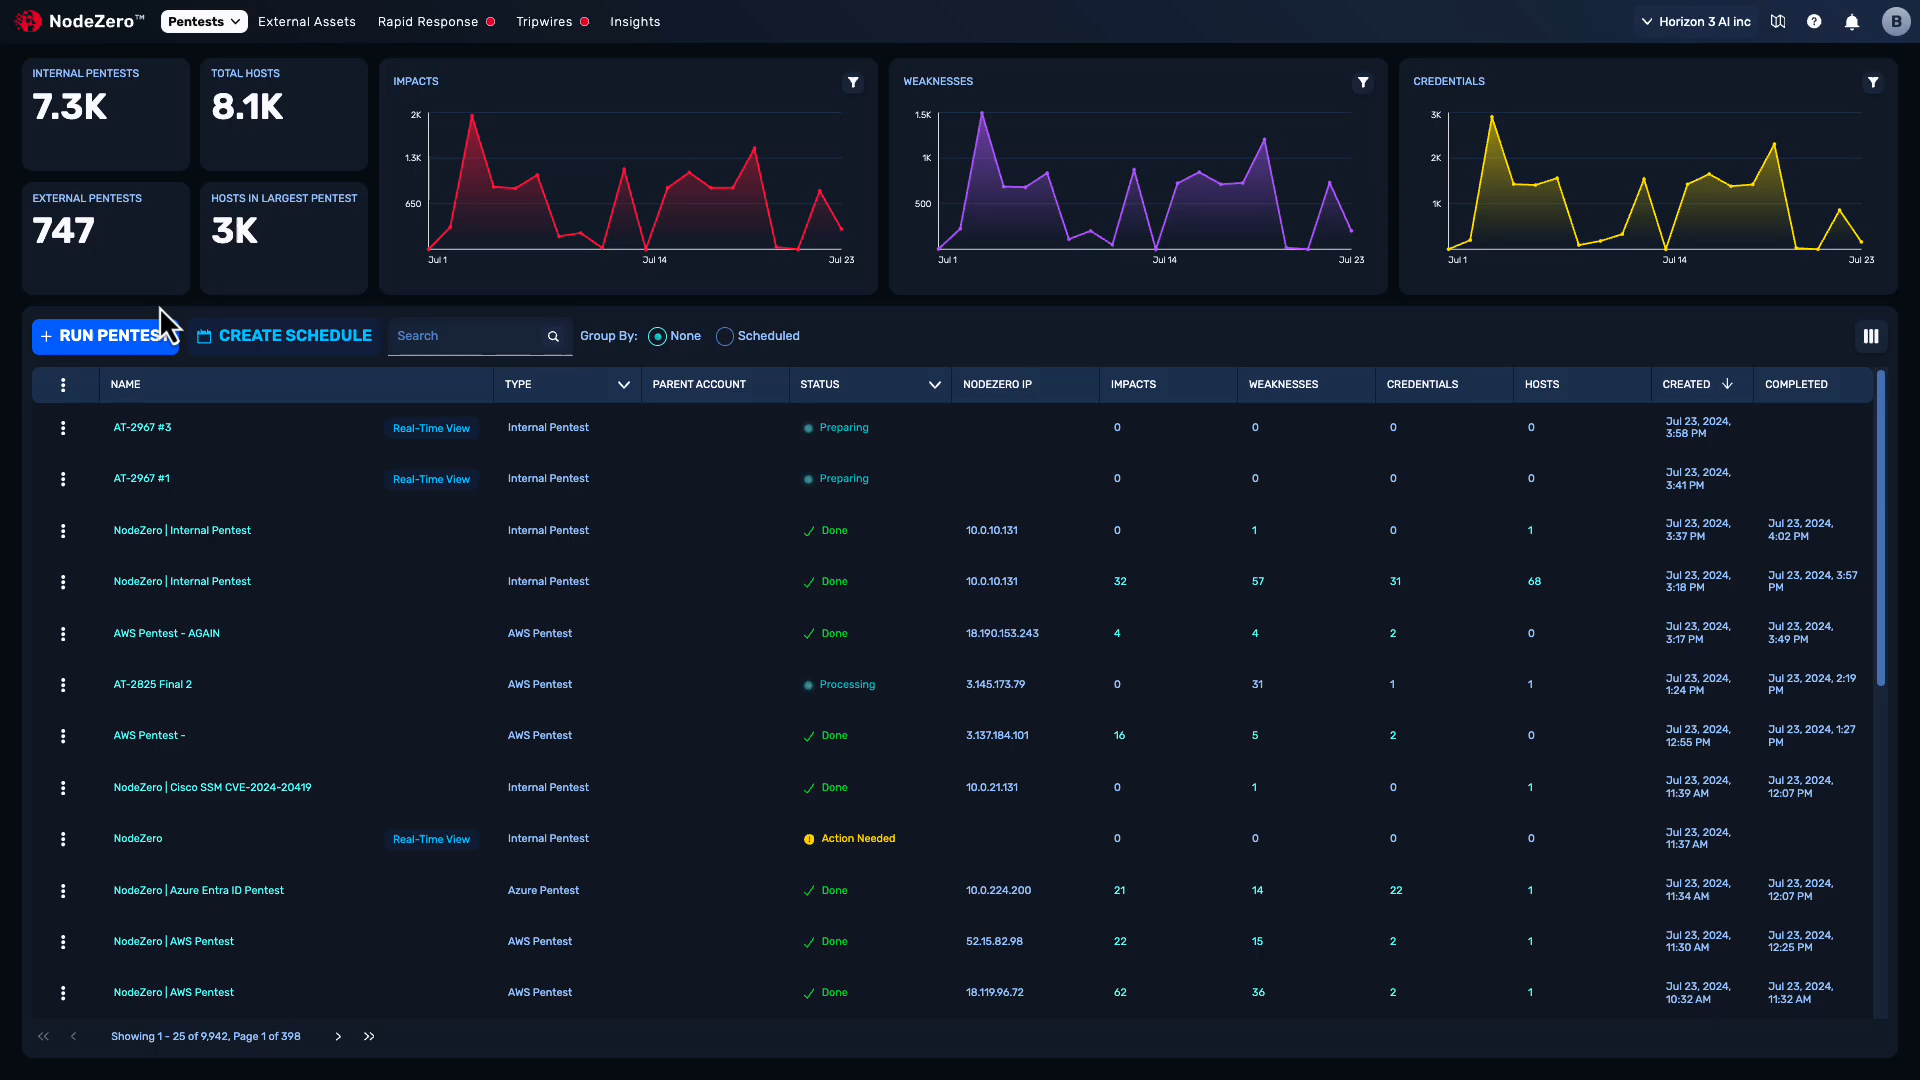 NodeZero™ Pentests External Assets Rapid Response Tripwires Insights Horizon 3 AI inc ? B
INTERNAL PENTESTS
7.3K
TOTAL HOSTS
8.1K
EXTERNAL PENTESTS
747
HOSTS IN LARGEST PENTEST
3K
IMPACTS
2K
1.3K
650
Jul 1 Jul 14 Jul 23
WEAKNESSES
1.5K
1K
500
Jul 1 Jul 14 Jul 23
CREDENTIALS
3K
2K
1K
Jul 1 Jul 14 Jul 23
+ RUN PENTEST CREATE SCHEDULE Search Group By: None Scheduled
NAME TYPE PARENT ACCOUNT STATUS NODEZERO IP IMPACTS WEAKNESSES CREDENTIALS HOSTS CREATED COMPLETED
AT-2967 #3 Real-Time View Internal Pentest Preparing 0 0 0 0 Jul 23, 2024,
3:58 PM
AT-2967 #1 Real-Time View Internal Pentest Preparing 0 0 0 0 Jul 23, 2024,
3:41 PM
NodeZero | Internal Pentest Internal Pentest Done 10.0.10.131 0 1 0 1 Jul 23, 2024, Jul 23, 2024,
3:37 PM 4:02 PM
NodeZero | Internal Pentest Internal Pentest Done 10.0.10.131 32 57 31 68 Jul 23, 2024, Jul 23, 2024, 3:57
3:18 PM PM
AWS Pentest - AGAIN AWS Pentest Done 18.190.153.243 4 4 2 0 Jul 23, 2024, Jul 23, 2024,
3:17 PM 3:49 PM
AT-2825 Final 2 AWS Pentest Processing 3.145.173.79 0 31 1 1 Jul 23, 2024, Jul 23, 2024, 2:19
1:24 PM PM
AWS Pentest - AWS Pentest Done 3.137.184.101 16 5 2 0 Jul 23, 2024, Jul 23, 2024, 1:27
12:55 PM PM
NodeZero | Cisco SSM CVE-2024-20419 Internal Pentest Done 10.0.21.131 0 1 0 1 Jul 23, 2024, Jul 23, 2024,
11:39 AM 12:07 PM
NodeZero Real-Time View Internal Pentest Action Needed 0 0 0 0 Jul 23, 2024,
11:37 AM
NodeZero | Azure Entra ID Pentest Azure Pentest Done 10.0.224.200 21 14 22 1 Jul 23, 2024, Jul 23, 2024,
11:34 AM 12:07 PM
NodeZero | AWS Pentest AWS Pentest Done 52.15.82.98 22 15 2 1 Jul 23, 2024, Jul 23, 2024,
11:30 AM 12:25 PM
NodeZero | AWS Pentest AWS Pentest Done 18.119.96.72 62 36 2 1 Jul 23, 2024, Jul 23, 2024,
10:32 AM 11:32 AM
Showing 1 - 25 of 9,942, Page 1 of 398